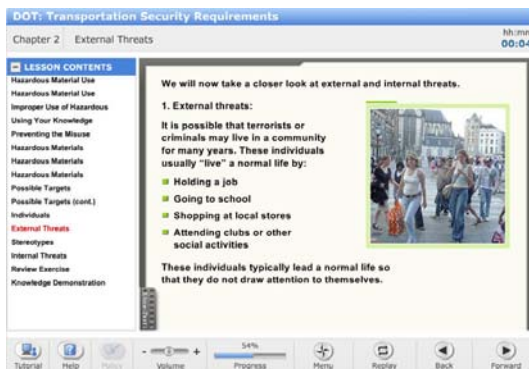 DOT: Transportation Security Requirements
Chapter 2 External Threats
hh:mm
00:04
LESSON CONTENTS
Hazardous Material Use
Hazardous Material Use
Improper Use of Hazardous
Using Your Knowledge
Preventing the Misuse
Hazardous Materials
Hazardous Materials
Hazardous Materials
Possible Targets
Possible Targets (cont.)
Individuals
External Threats
Stereotypes
Internal Threats
Review Exercise
Knowledge Demonstration
We will now take a closer look at external and internal threats.
1. External threats:
It is possible that terrorists or
criminals may live in a community
for many years. These individuals
usually “live” a normal life by:
Holding a job
Going to school
Shopping at local stores
Attending clubs or other
social activities
These individuals typically lead a normal life so
that they do not draw attention to themselves.
Tutorial
Help
Policy
- +
Volume
54%
Progress
Menu
Replay
Back
Forward